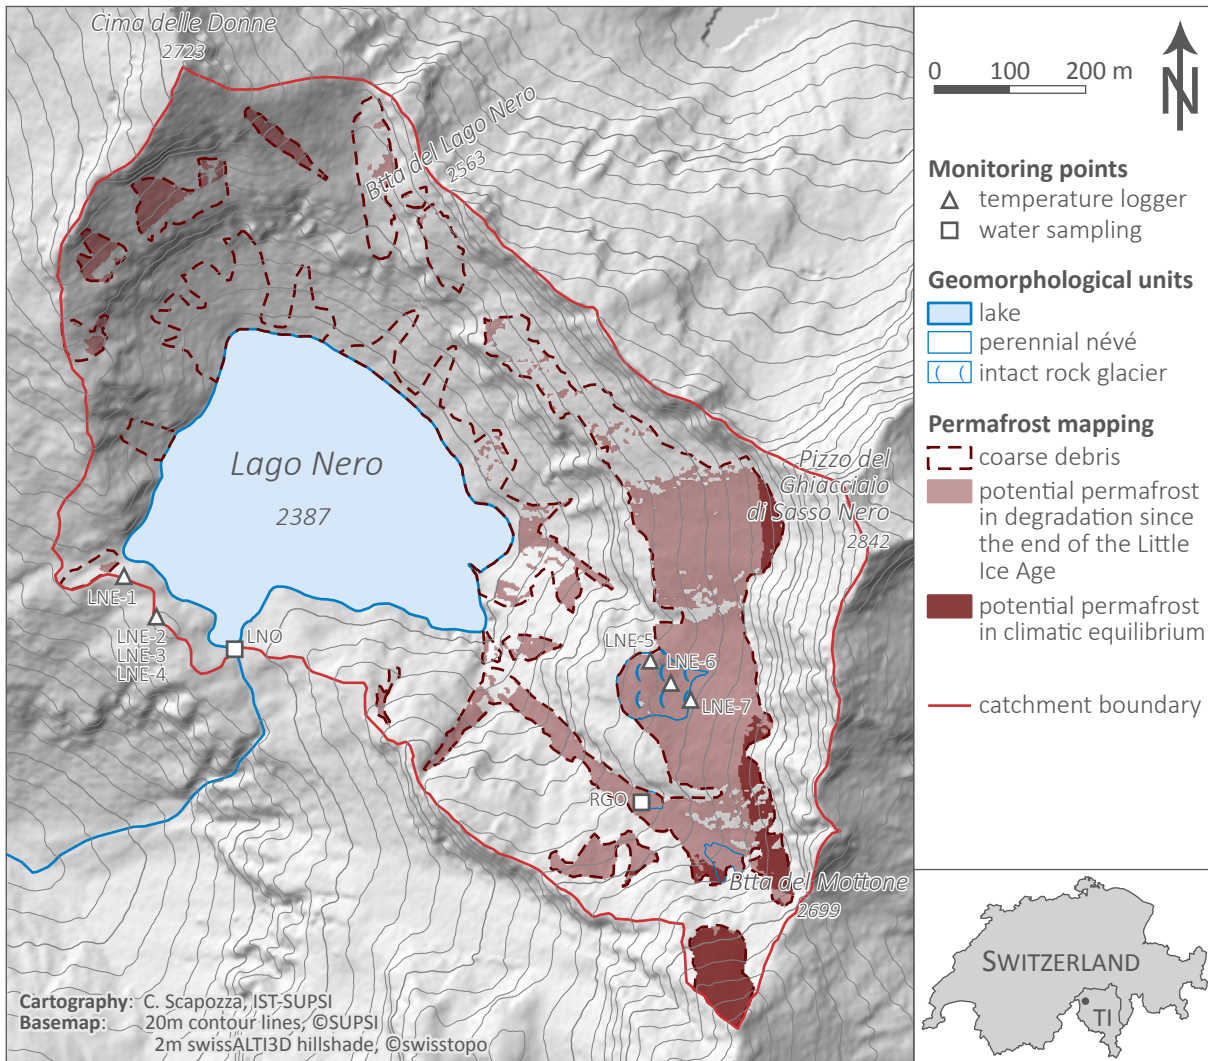 Cima delle Donne
2723
Btta del Lago Nero
2563
Lago Nero
2387
Pizzo del
Ghiacciaio
di Sasso Nero
2842
LNE-1
LNE-2
LNE-3
LNE-4
LNO
LNE-5
LNE-6
LNE-7
RGO
Btta del Mottone
2699
Cartography: C. Scapozza, IST-SUPSI
Basemap: 20m contour lines, ©SUPSI
2m swissALTI3D hillshade, ©swisstopo
0 100 200 m
N
Monitoring points
temperature logger
water sampling
Geomorphological units
lake
perennial névé
intact rock glacier
Permafrost mapping
coarse debris
potential permafrost
in degradation since
the end of the Little
Ice Age
potential permafrost
in climatic equilibrium
catchment boundary
SWITZERLAND
TI